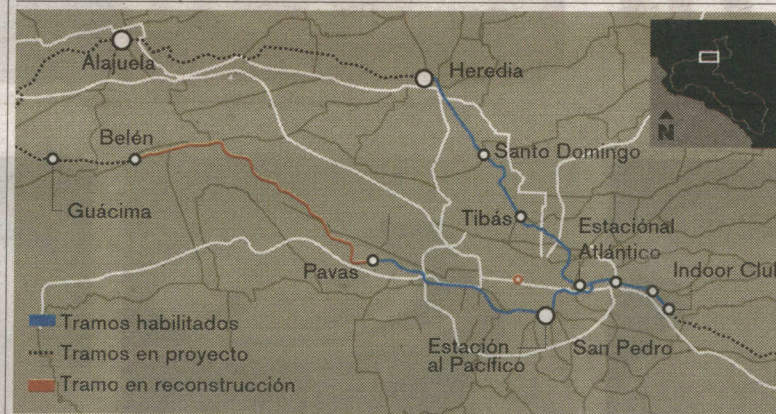 Alajuela
Heredia
N
Belén
Santo Domingo
Guácima
Tibás
Estaciónal
Atlántico
Pavas
Indoor Club
Tramos habilitados
Tramos en proyecto
Tramo en reconstrucción
Estación
al Pacífico
San Pedro